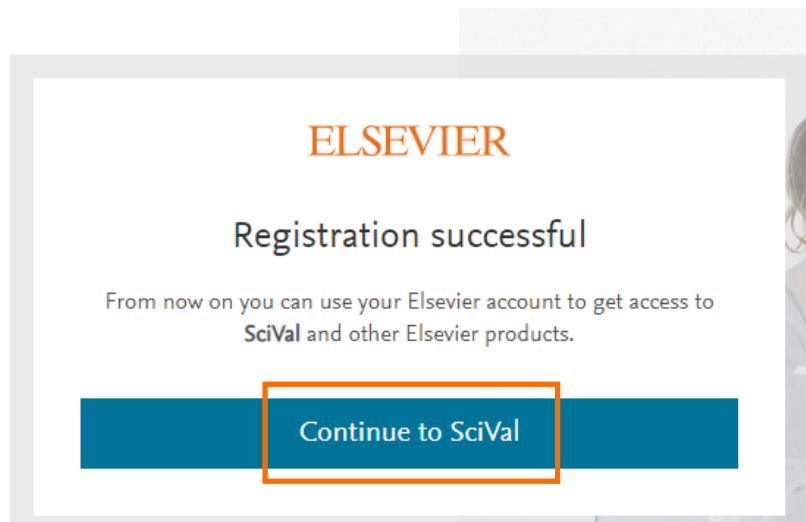 ELSEVIER
Registration successful
From now on you can use your Elsevier account to get access to
SciVal and other Elsevier products.
Continue to SciVal